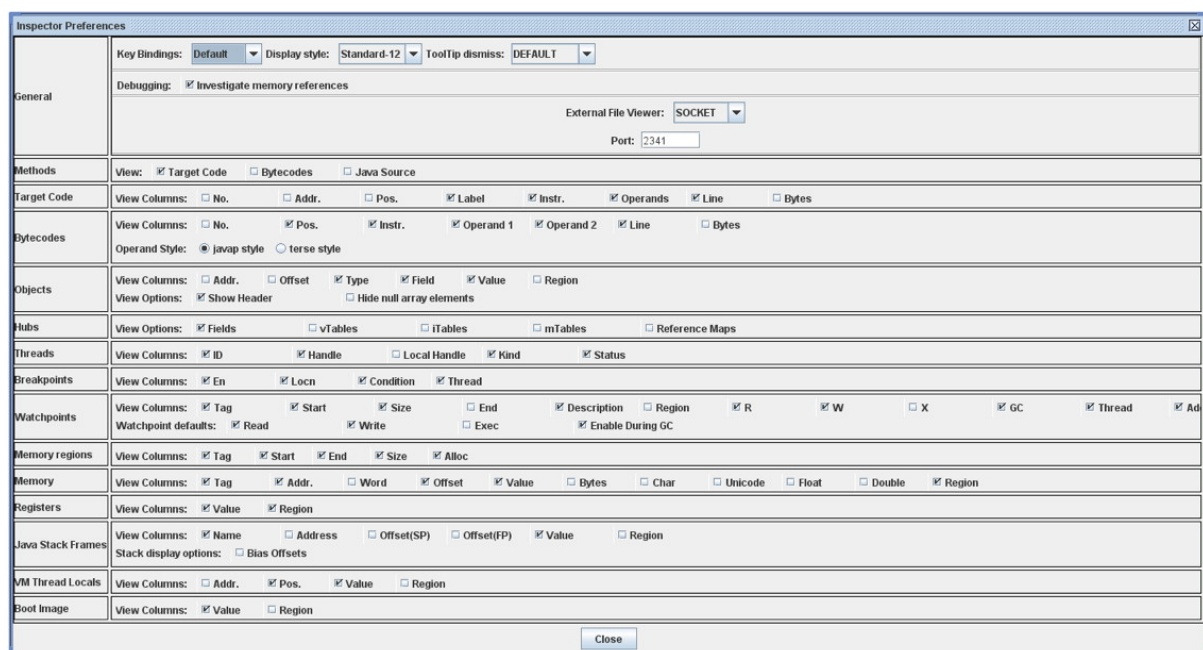 Inspector Preferences
General
Key Bindings: Default Display style: Standard-12 ToolTip dismiss: DEFAULT
Debugging: Investigate memory references
External File Viewer: SOCKET
Port: 2341
Methods View: Target Code Bytecodes Java Source
Target Code View Columns: No. Addr. Pos. Label Instr. Operands Line Bytes
Bytecodes
View Columns: No. Pos. Instr. Operand 1 Operand 2 Line Bytes
Operand Style: javap style terse style
Objects
View Columns: Addr. Offset Type Field Value Region
View Options: Show Header Hide null array elements
Hubs View Options: Fields vTables iTables mTables Reference Maps
Threads View Columns: ID Handle Local Handle Kind Status
Breakpoints View Columns: En Locn Condition Thread
Watchpoints
View Columns: Tag Start Size End Description Region R W X GC Thread
Watchpoint defaults: Read Write Exec Enable During GC
Memory regions View Columns: Tag Start End Size Alloc
Memory View Columns: Tag Addr. Word Offset Value Bytes Char Unicode Float Double Region
Registers View Columns: Value Region
Java Stack Frames
View Columns: Name Address Offset(SP) Offset(FP) Value Region
Stack display options: Bias Offsets
VM Thread Locals View Columns: Addr. Pos. Value Region
Boot Image View Columns: Value Region
Close